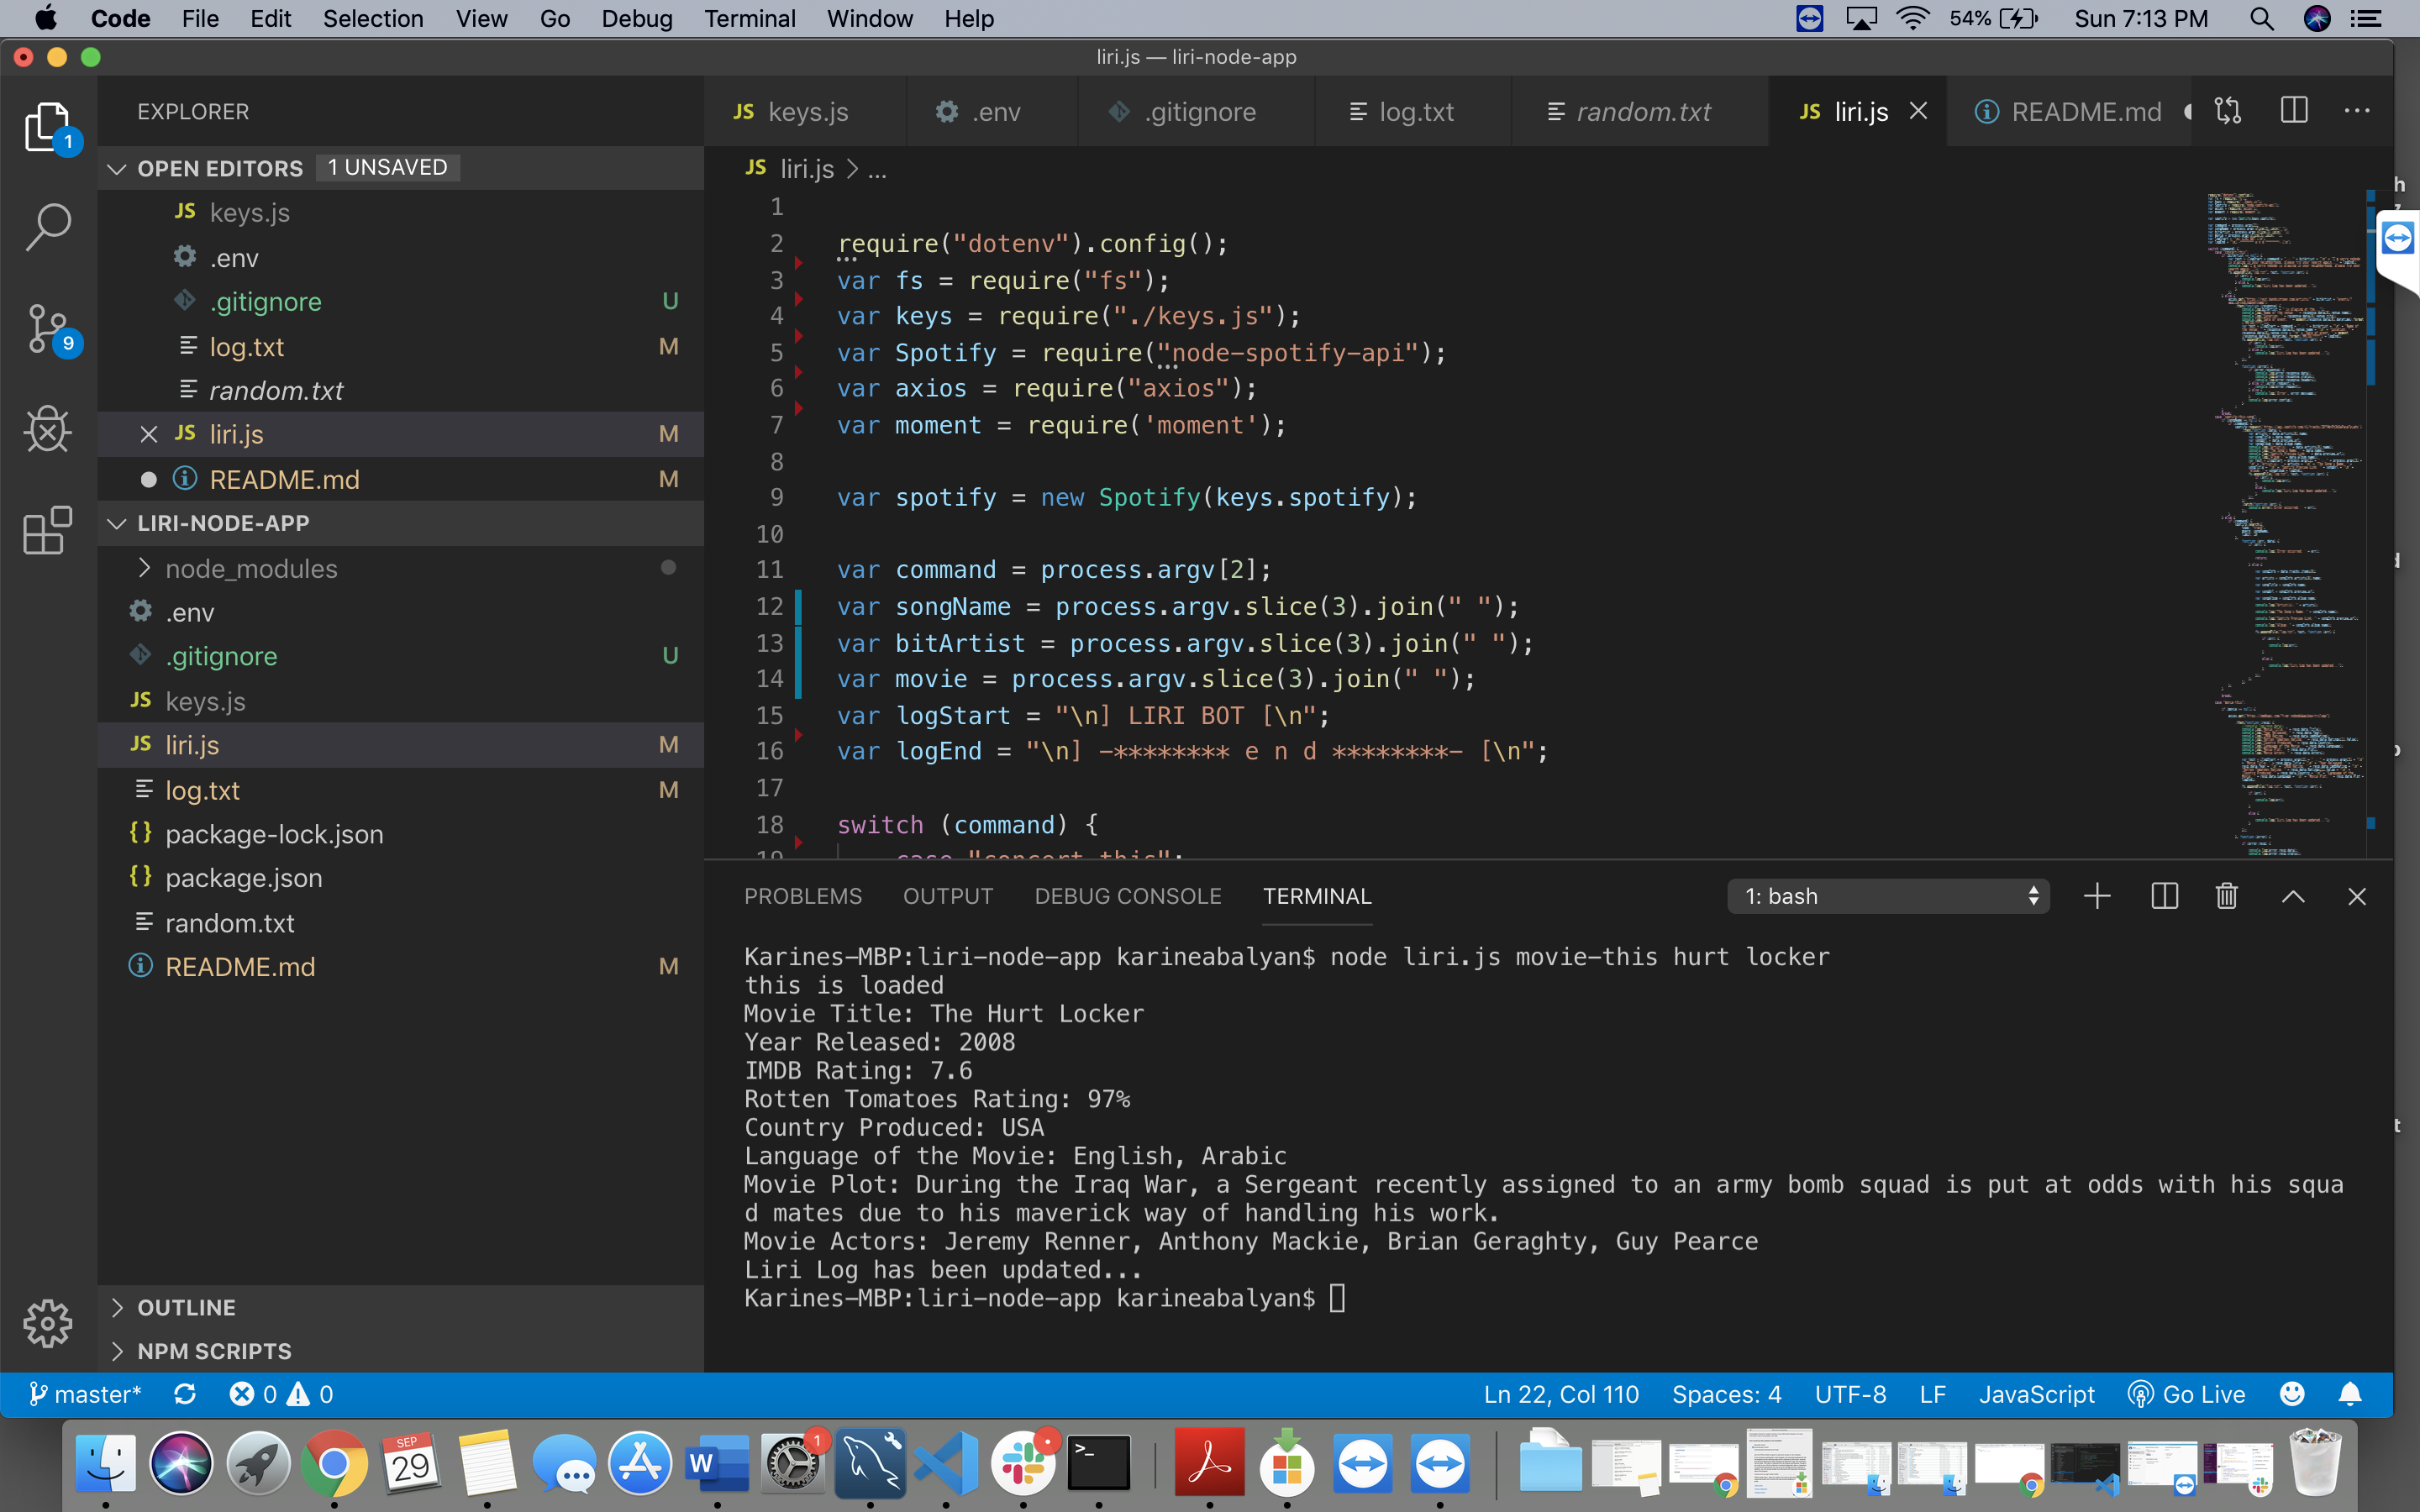 Code File Edit Selection View Go Debug Terminal Window Help 54% Sun 7:13 PM
liri.js — liri-node-app
EXPLORER
OPEN EDITORS 1 UNSAVED
JS keys.js
.env
.gitignore U
log.txt M
random.txt
JS liri.js M
README.md M
LIRI-NODE-APP
node_modules
.env
.gitignore U
JS keys.js
JS liri.js M
log.txt M
{} package-lock.json
{} package.json
random.txt
README.md M
OUTLINE
NPM SCRIPTS
1
9
JS keys.js .env .gitignore log.txt random.txt JS liri.js README.md
JS liri.js > ...
1
2 require("dotenv").config();
3 var fs = require("fs");
4 var keys = require("./keys.js");
5 var Spotify = require("node-spotify-api");
6 var axios = require("axios");
7 var moment = require('moment');
8
9 var spotify = new Spotify(keys.spotify);
10
11 var command = process.argv[2];
12 var songName = process.argv.slice(3).join(" ");
13 var bitArtist = process.argv.slice(3).join(" ");
14 var movie = process.argv.slice(3).join(" ");
15 var logStart = "\n] LIRI BOT [\n";
16 var logEnd = "\n] -******** e n d ********- [\n";
17
18 switch (command) {
19 case "concert-this":
PROBLEMS OUTPUT DEBUG CONSOLE TERMINAL 1: bash
Karines-MBP:liri-node-app karineabalyan$ node liri.js movie-this hurt locker
this is loaded
Movie Title: The Hurt Locker
Year Released: 2008
IMDB Rating: 7.6
Rotten Tomatoes Rating: 97%
Country Produced: USA
Language of the Movie: English, Arabic
Movie Plot: During the Iraq War, a Sergeant recently assigned to an army bomb squad is put at odds with his squa
d mates due to his maverick way of handling his work.
Movie Actors: Jeremy Renner, Anthony Mackie, Brian Geraghty, Guy Pearce
Liri Log has been updated...
Karines-MBP:liri-node-app karineabalyan$
master* 0 0 Ln 22, Col 110 Spaces: 4 UTF-8 LF JavaScript Go Live
SEP
29
W
1
>_